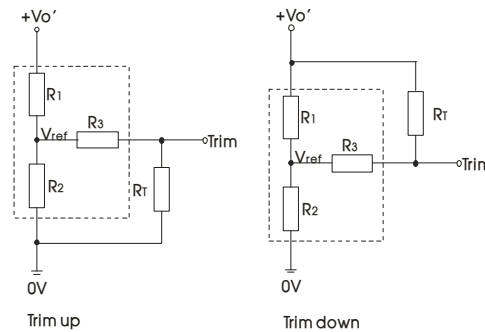 +Vo'
R1
Vref
R3
Trim
R2
RT
0V
Trim up
+Vo'
R1
RT
Vref
R3
Trim
R2
0V
Trim down